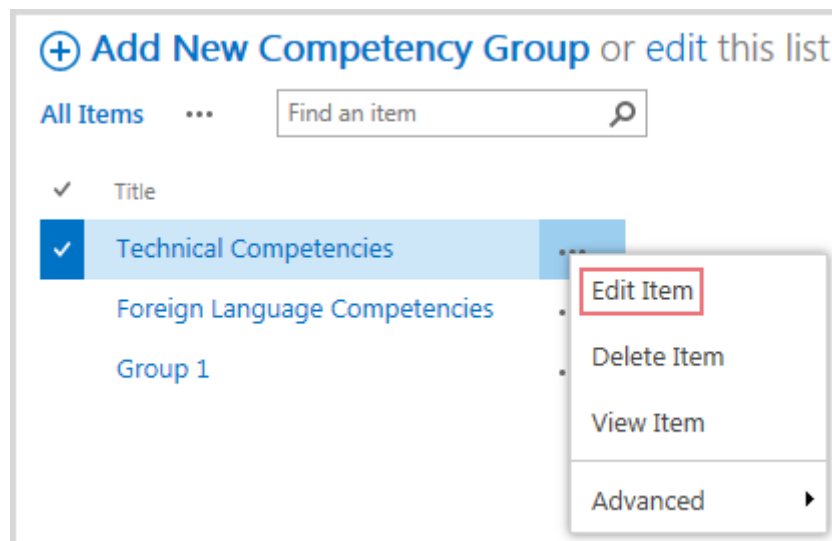 Add New Competency Group or edit this list
All Items ... Find an item
Title
Technical Competencies ...
Edit Item
Foreign Language Competencies
Delete Item
Group 1
View Item
Advanced